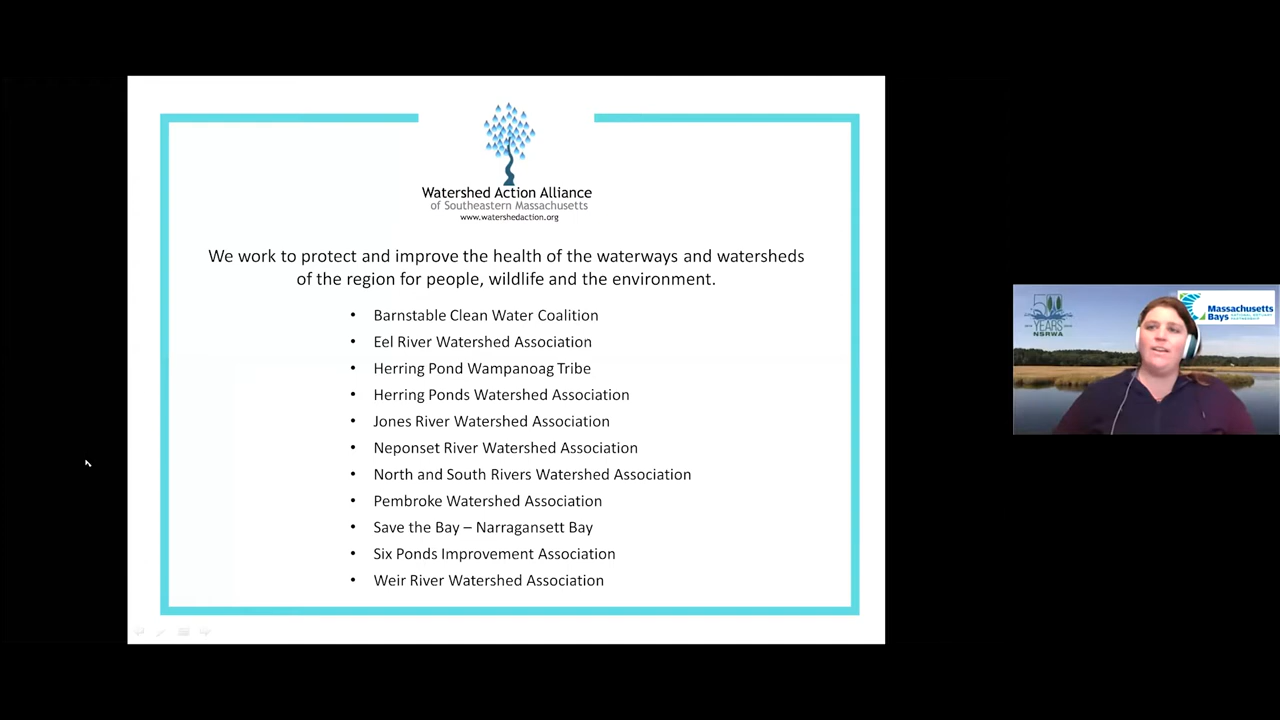 Watershed Action Alliance
of Southeastern Massachusetts
www.watershedaction.org
We work to protect and improve the health of the waterways and watersheds
of the region for people, wildlife and the environment.
• Barnstable Clean Water Coalition
• Eel River Watershed Association
• Herring Pond Wampanoag Tribe
• Herring Ponds Watershed Association
• Jones River Watershed Association
• Neponset River Watershed Association
• North and South Rivers Watershed Association
• Pembroke Watershed Association
• Save the Bay – Narragansett Bay
• Six Ponds Improvement Association
• Weir River Watershed Association
50
YEARS
NSRWA
Massachusetts
Bays